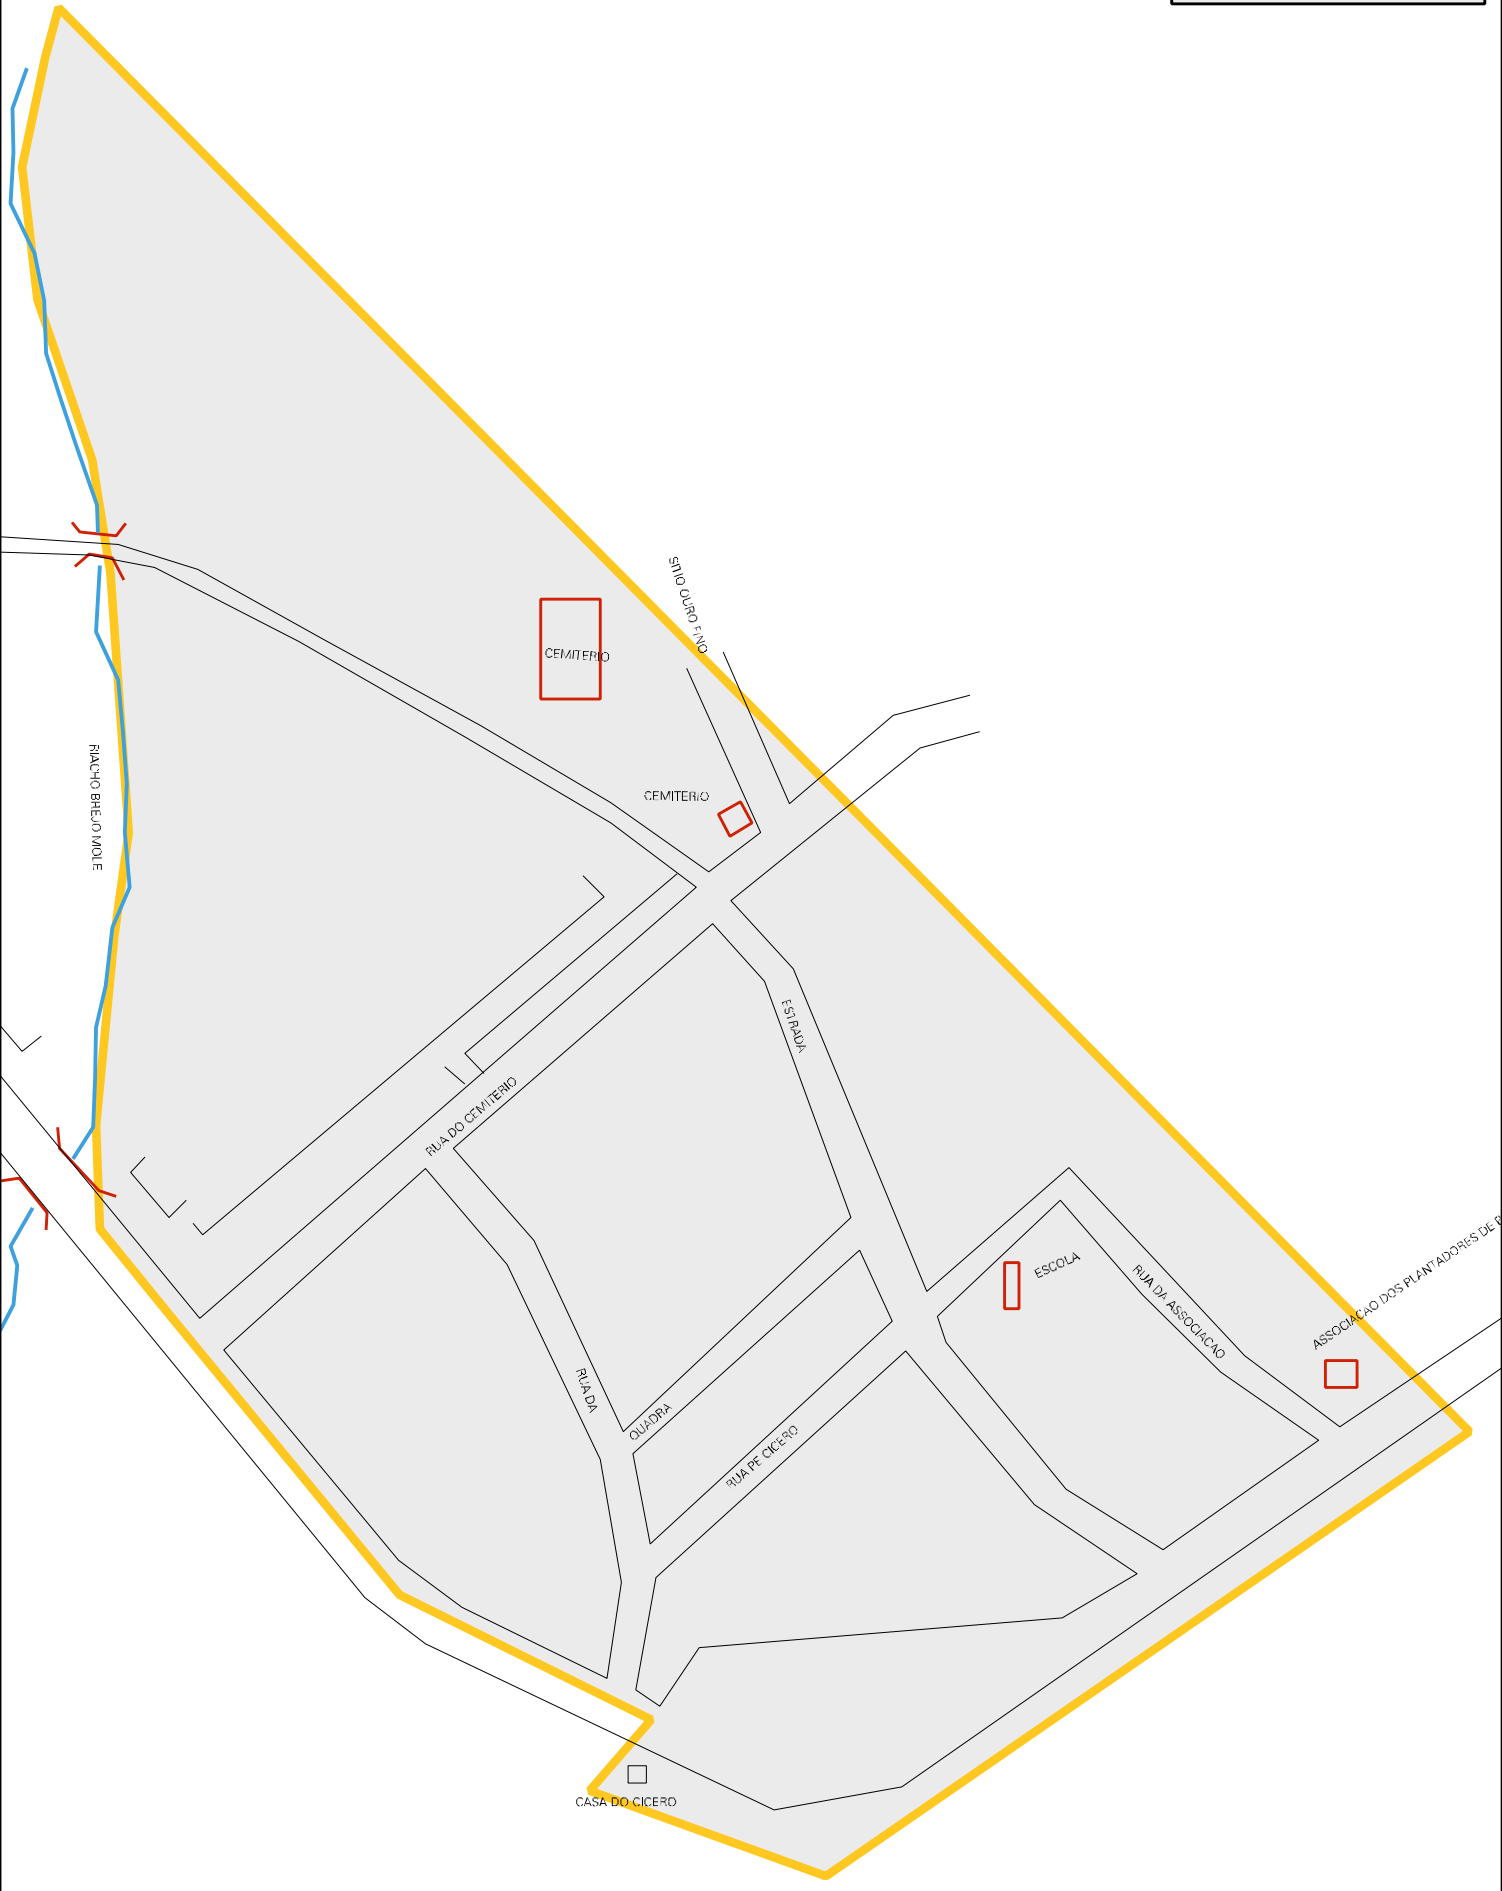 SITIO OURO FINO
CEMITERIO
CEMITERIO
RIACHO BREJO MOLE
ESTRADA
RUA DO CEMITERIO
ESCOLA
RUA DA ASSOCIACAO
ASSOCIACAO DOS PLANTADORES DE
RUA DA
QUADRA
RUA PE CICERO
CASA DO CICERO